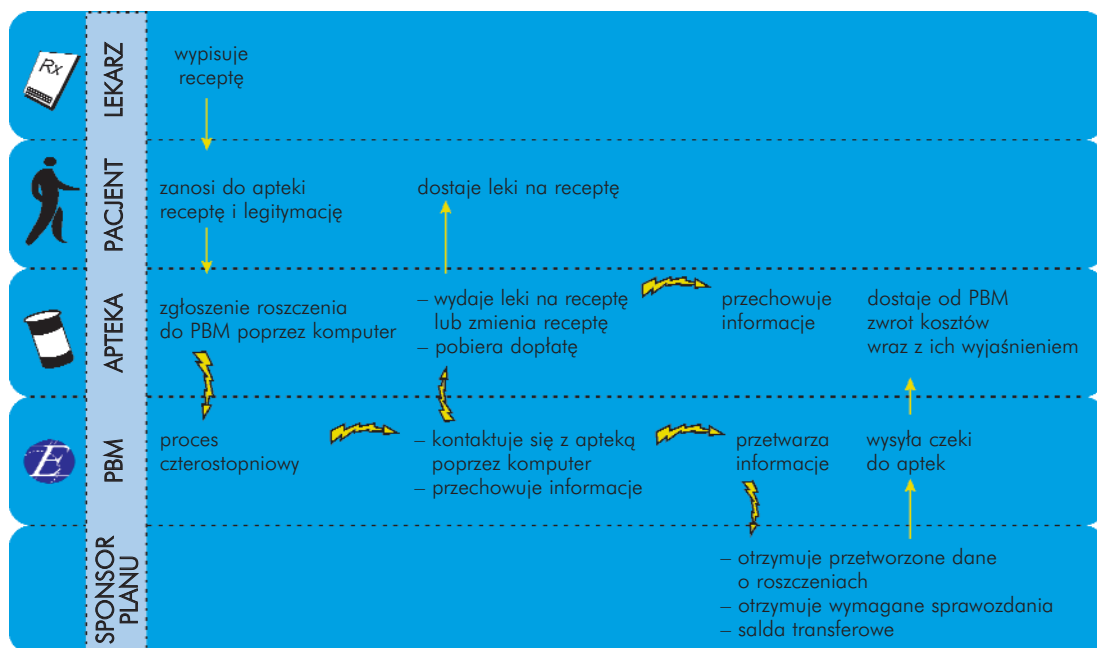 Rx
LEKARZ
wypisuje
receptę
PACJENT
zanosi do apteki
receptę i legitymację
dostaje leki na receptę
APTEKA
zgłoszenie roszczenia
do PBM poprzez komputer
– wydaje leki na receptę
lub zmienia receptę
– pobiera dopłatę
przechowuje
informacje
dostaje od PBM
zwrot kosztów
wraz z ich wyjaśnieniem
E
PBM
proces
czterostopniowy
– kontaktuje się z apteką
poprzez komputer
– przechowuje informacje
– przetwarza
informacje
wysyła czeki
do aptek
SPONSOR
PLANU
– otrzymuje przetworzone dane
o roszczeniach
– otrzymuje wymagane sprawozdania
– salda transferowe